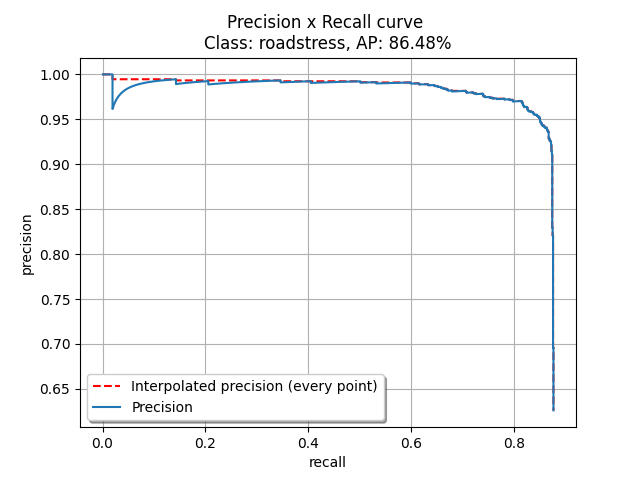 Precision x Recall curve
Class: roadstress, AP: 86.48%
1.00
0.95
0.90
0.85
0.80
0.75
0.70
0.65
precision
Interpolated precision (every point)
Precision
0.0 0.2 0.4 0.6 0.8
recall